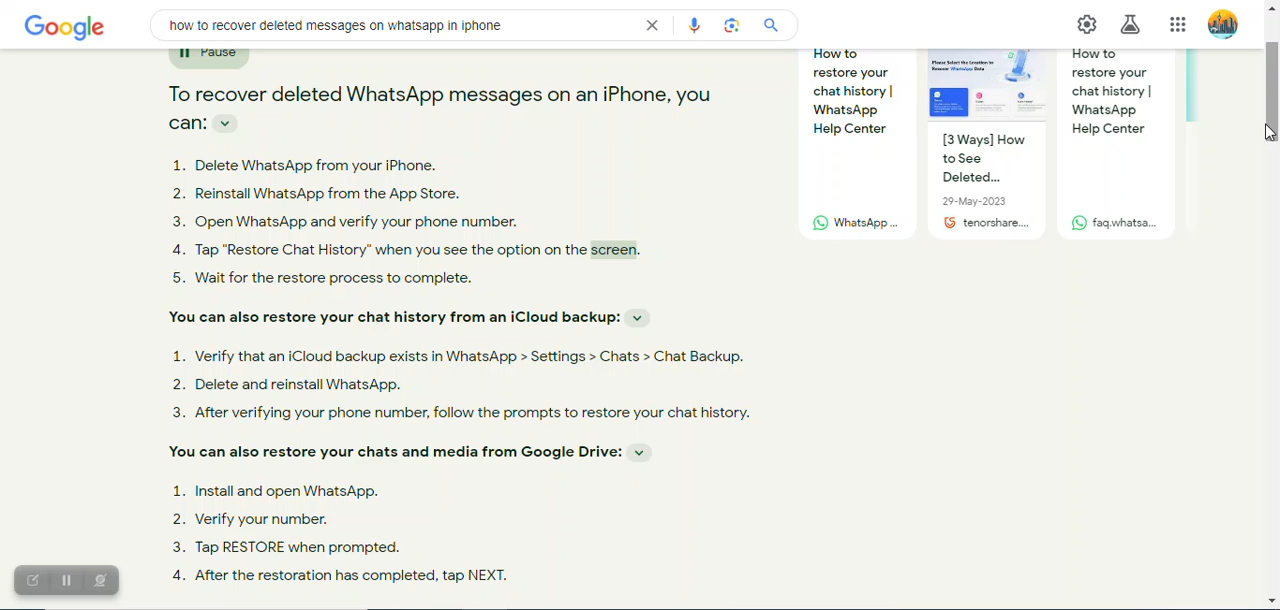 Google
how to recover deleted messages on whatsapp in iphone
Pause
To recover deleted WhatsApp messages on an iPhone, you
can:
1. Delete WhatsApp from your iPhone.
2. Reinstall WhatsApp from the App Store.
3. Open WhatsApp and verify your phone number.
4. Tap "Restore Chat History" when you see the option on the screen.
5. Wait for the restore process to complete.
You can also restore your chat history from an iCloud backup:
1. Verify that an iCloud backup exists in WhatsApp > Settings > Chats > Chat Backup.
2. Delete and reinstall WhatsApp.
3. After verifying your phone number, follow the prompts to restore your chat history.
You can also restore your chats and media from Google Drive:
1. Install and open WhatsApp.
2. Verify your number.
3. Tap RESTORE when prompted.
4. After the restoration has completed, tap NEXT.
How to
restore your
chat history |
WhatsApp
Help Center
WhatsApp ...
Please Select the Location to
Recover WhatsApp Data
[3 Ways] How
to See
Deleted...
29-May-2023
tenorshare....
How to
restore your
chat history |
WhatsApp
Help Center
faq.whatsa...